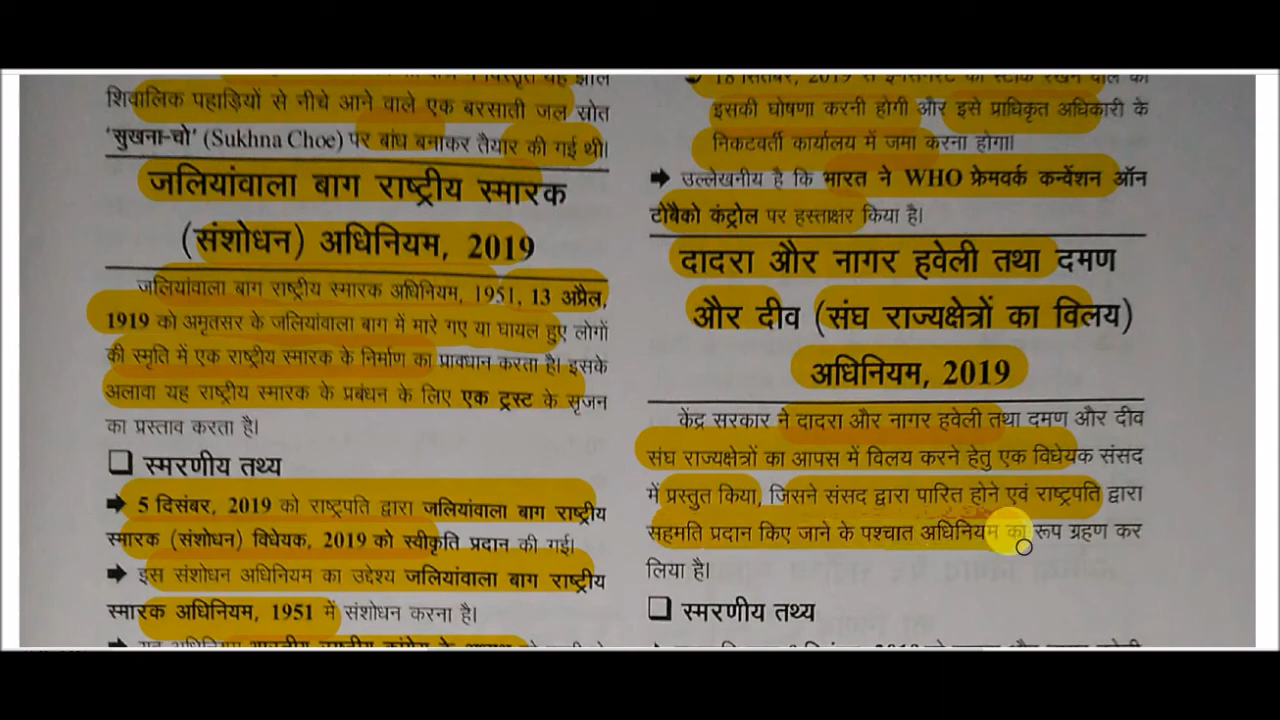 शिवालिक पहाड़ियों से नीचे आने वाले एक बरसाती जल स्रोत
'सुखना-चो' (Sukhna Choe) पर बांध बनाकर तैयार की गई थी।
जलियांवाला बाग राष्ट्रीय स्मारक
(संशोधन) अधिनियम, 2019
जलियांवाला बाग राष्ट्रीय स्मारक अधिनियम, 1951, 13 अप्रैल,
1919 को अमृतसर के जलियांवाला बाग में मारे गए या घायल हुए लोगों
की स्मृति में एक राष्ट्रीय स्मारक के निर्माण का प्रावधान करता है। इसके
अलावा यह राष्ट्रीय स्मारक के प्रबंधन के लिए एक ट्रस्ट के सृजन
का प्रस्ताव करता है।
❑ स्मरणीय तथ्य
➡ 5 दिसंबर, 2019 को राष्ट्रपति द्वारा जलियांवाला बाग राष्ट्रीय
स्मारक (संशोधन) विधेयक, 2019 को स्वीकृति प्रदान की गई।
➡ इस संशोधन अधिनियम का उद्देश्य जलियांवाला बाग राष्ट्रीय
स्मारक अधिनियम, 1951 में संशोधन करना है।
18 सितंबर, 2019 से
इसकी घोषणा करनी होगी और इसे प्राधिकृत अधिकारी के
निकटवर्ती कार्यालय में जमा करना होगा।
➡ उल्लेखनीय है कि भारत ने WHO फ्रेमवर्क कन्वेंशन ऑन
टोबैको कंट्रोल पर हस्ताक्षर किया है।
दादरा और नागर हवेली तथा दमण
और दीव (संघ राज्यक्षेत्रों का विलय)
अधिनियम, 2019
केंद्र सरकार ने दादरा और नागर हवेली तथा दमण और दीव
संघ राज्यक्षेत्रों का आपस में विलय करने हेतु एक विधेयक संसद
में प्रस्तुत किया, जिसने संसद द्वारा पारित होने एवं राष्ट्रपति द्वारा
सहमति प्रदान किए जाने के पश्चात अधिनियम का रूप ग्रहण कर
लिया है।
❑ स्मरणीय तथ्य